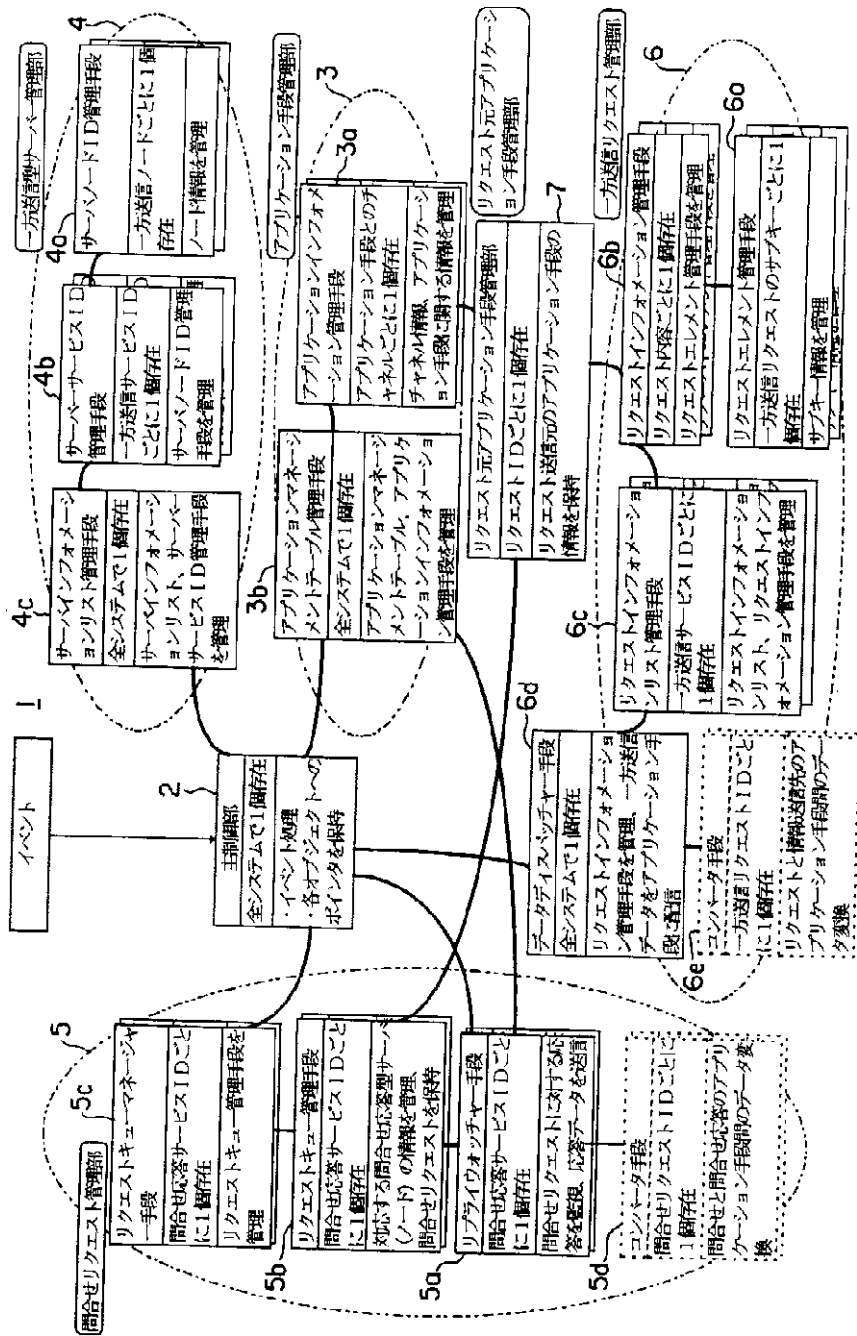 イベント
1
2
主制御部
全システムで1個存在
・イベント処理
・各オブジェクトへの
ポインタを保持
一方送信型サーバー管理部
4
4c
サーバインフォメーシ
ョンリスト管理手段
全システムで1個存在
サーバインフォメーシ
ョンリスト、サーバー
サービスID管理手段
を管理
4b
サーバーサービスID
管理手段
一方送信サービスID
ごとに1個存在
サーバノードID管理
手段を管理
4a
サーバノードID管理手段
一方送信ノードごとに1個
存在
ノード情報を管理
アプリケーション手段管理部
3
3b
アプリケーションマネージ
メントテーブル管理手段
全システムで1個存在
アプリケーションマネージ
メントテーブル、アプリケ
ーションインフォメーション
管理手段を管理
3a
アプリケーションインフォメ
ーション管理手段
アプリケーション手段とのチ
ャネルごとに1個存在
チャネル情報、アプリケーシ
ョン手段に関する情報を管理
リクエスト元アプリケーシ
ョン手段管理部
7
リクエスト元アプリケーション手段管理部
リクエストIDごとに1個存在
リクエスト送信元のアプリケーション手段の
情報を保持
問合せリクエスト管理部
5
5c
リクエストキューマネージャ
ー手段
問合せ応答サービスIDごと
に1個存在
リクエストキュー管理手段を
管理
5b
リクエストキュー管理手段
問合せ応答サービスIDごと
に1個存在
対応する問合せ応答型サーバ
(ノード)の情報を管理、
問合せリクエストを保持
5a
リプライウォッチャー手段
問合せ応答サービスIDごと
に1個存在
問合せリクエストに対する応
答を監視、応答データを送信
5d
コンバータ手段
問合せリクエストIDごとに
1個存在
問合せと問合せ応答のアプリ
ケーション手段間のデータ変
換
一方送信リクエスト管理部
6
6d
データディスパッチャー手段
全システムで1個存在
リクエストインフォメーショ
ン管理手段を管理、一方送信
データをアプリケーション手
段に配信
6e
コンバータ手段
一方送信リクエストIDごと
に1個存在
リクエストと情報送信先のア
プリケーション手段間のデー
タ変換
6c
リクエストインフォメーショ
ンリスト管理手段
一方送信サービスIDごとに
1個存在
リクエストインフォメーショ
ンリスト、リクエストインフ
ォメーション管理手段を管理
6b
リクエストインフォメーション管理手段
リクエスト内容ごとに1個存在
リクエストエレメント管理手段を管理
6a
リクエストエレメント管理手段
一方送信リクエストのサブキーごとに1
個存在
サブキー情報を管理